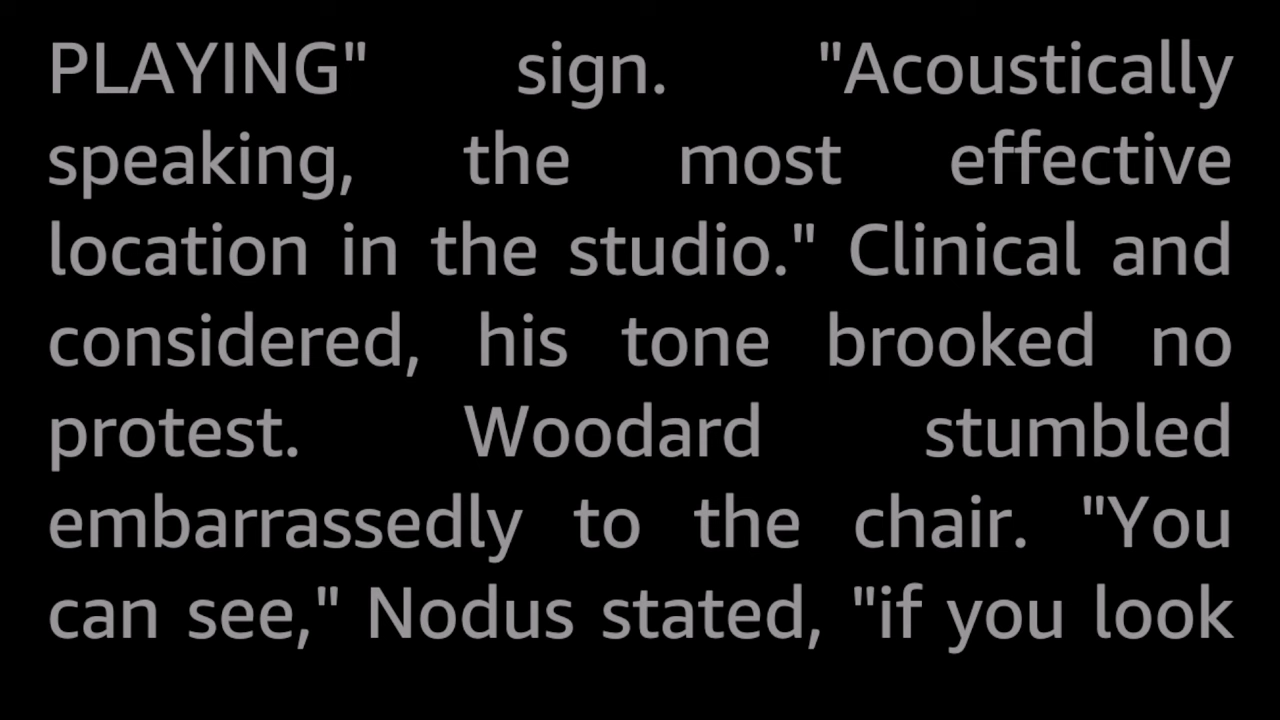 PLAYING" sign. "Acoustically
speaking, the most effective
location in the studio." Clinical and
considered, his tone brooked no
protest. Woodard stumbled
embarrassedly to the chair. "You
can see," Nodus stated, "if you look